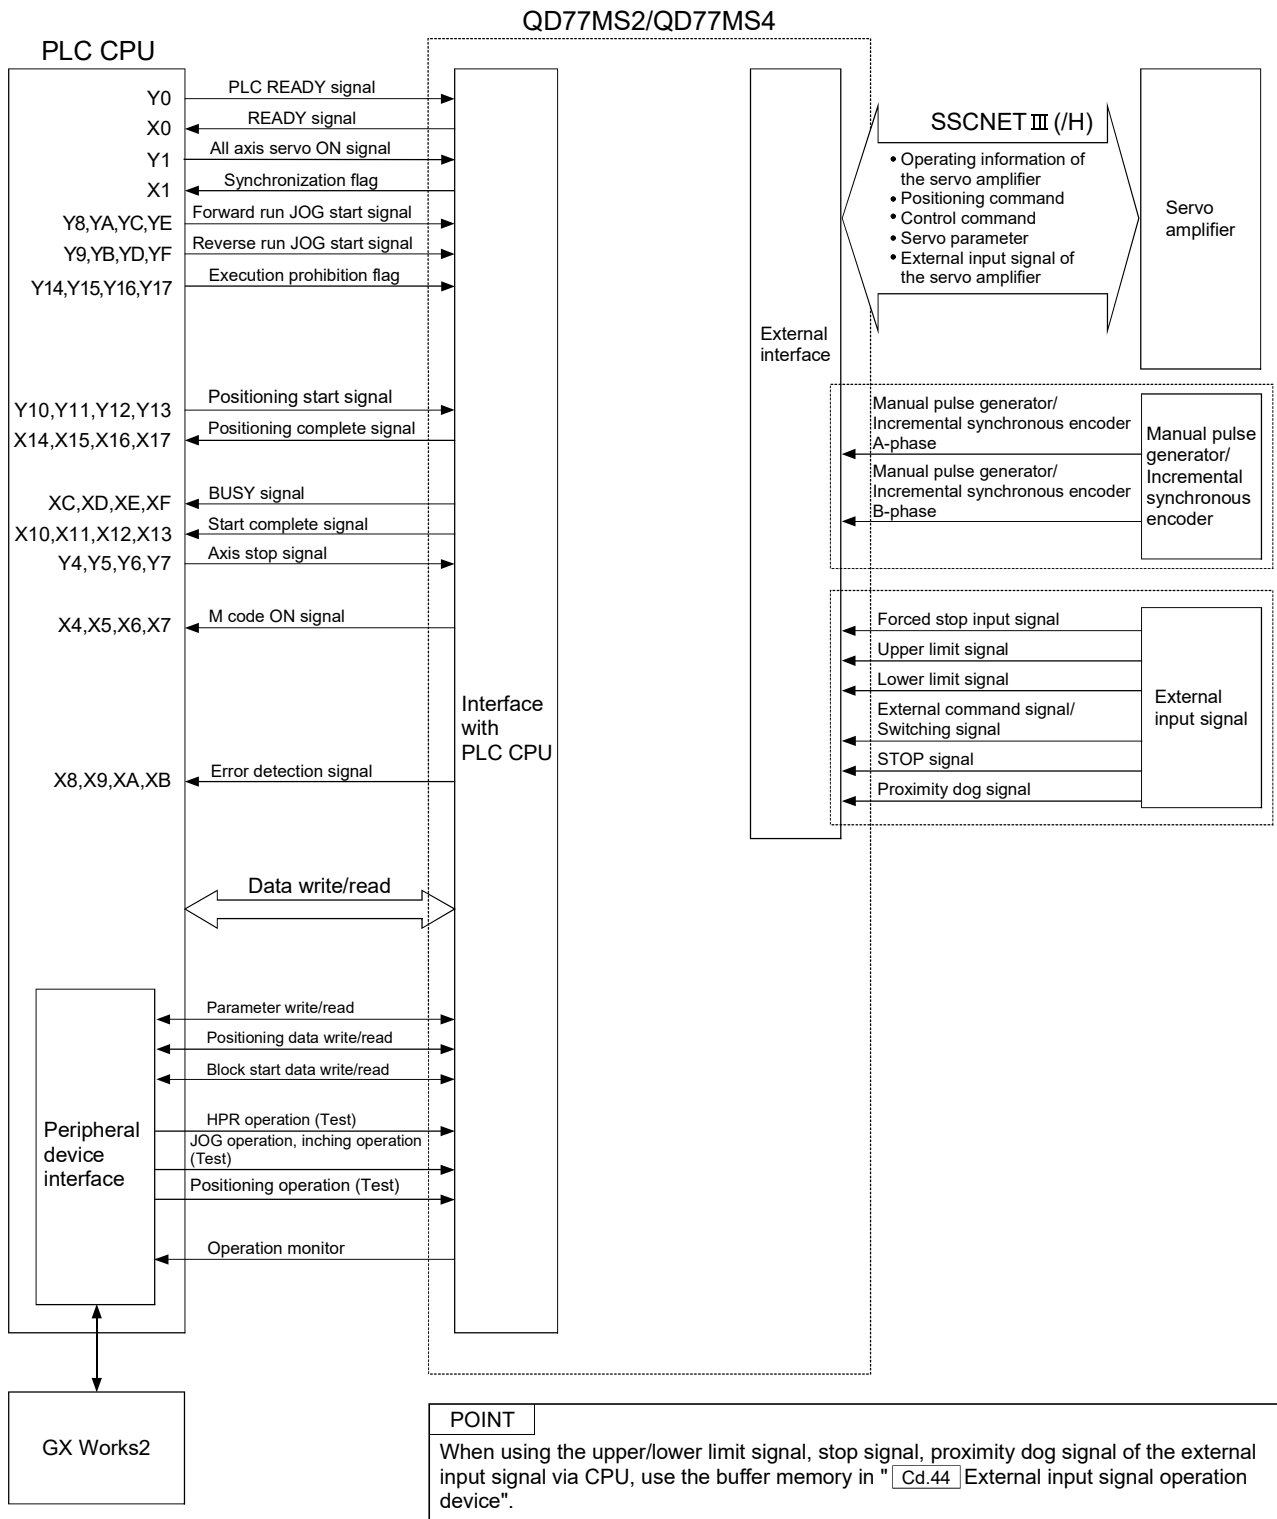 QD77MS2/QD77MS4
PLC CPU
Y0
PLC READY signal
X0
READY signal
Y1
All axis servo ON signal
X1
Synchronization flag
Y8,YA,YC,YE
Forward run JOG start signal
Y9,YB,YD,YF
Reverse run JOG start signal
Y14,Y15,Y16,Y17
Execution prohibition flag
Y10,Y11,Y12,Y13
Positioning start signal
X14,X15,X16,X17
Positioning complete signal
XC,XD,XE,XF
BUSY signal
X10,X11,X12,X13
Start complete signal
Y4,Y5,Y6,Y7
Axis stop signal
X4,X5,X6,X7
M code ON signal
X8,X9,XA,XB
Error detection signal
Data write/read
Interface
with
PLC CPU
Peripheral
device
interface
Parameter write/read
Positioning data write/read
Block start data write/read
HPR operation (Test)
JOG operation, inching operation
(Test)
Positioning operation (Test)
Operation monitor
GX Works2
External
interface
SSCNETⅢ(/H)
• Operating information of
the servo amplifier
• Positioning command
• Control command
• Servo parameter
• External input signal of
the servo amplifier
Servo
amplifier
Manual pulse generator/
Incremental synchronous encoder
A-phase
Manual pulse generator/
Incremental synchronous encoder
B-phase
Manual pulse
generator/
Incremental
synchronous
encoder
Forced stop input signal
Upper limit signal
Lower limit signal
External command signal/
Switching signal
STOP signal
Proximity dog signal
External
input signal
POINT
When using the upper/lower limit signal, stop signal, proximity dog signal of the external
input signal via CPU, use the buffer memory in " Cd.44 External input signal operation
device".